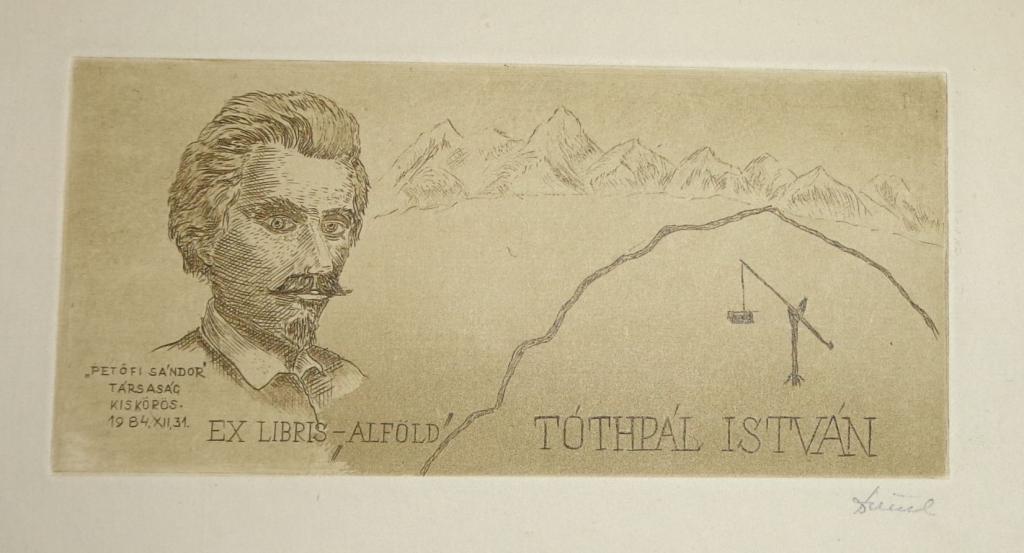 „PETŐFI SÁNDOR”
TÁRSASÁG
KISKŐRÖS.
1984.XII,31.
EX LIBRIS-ALFÖLD
TÓTHPÁL ISTVÁN